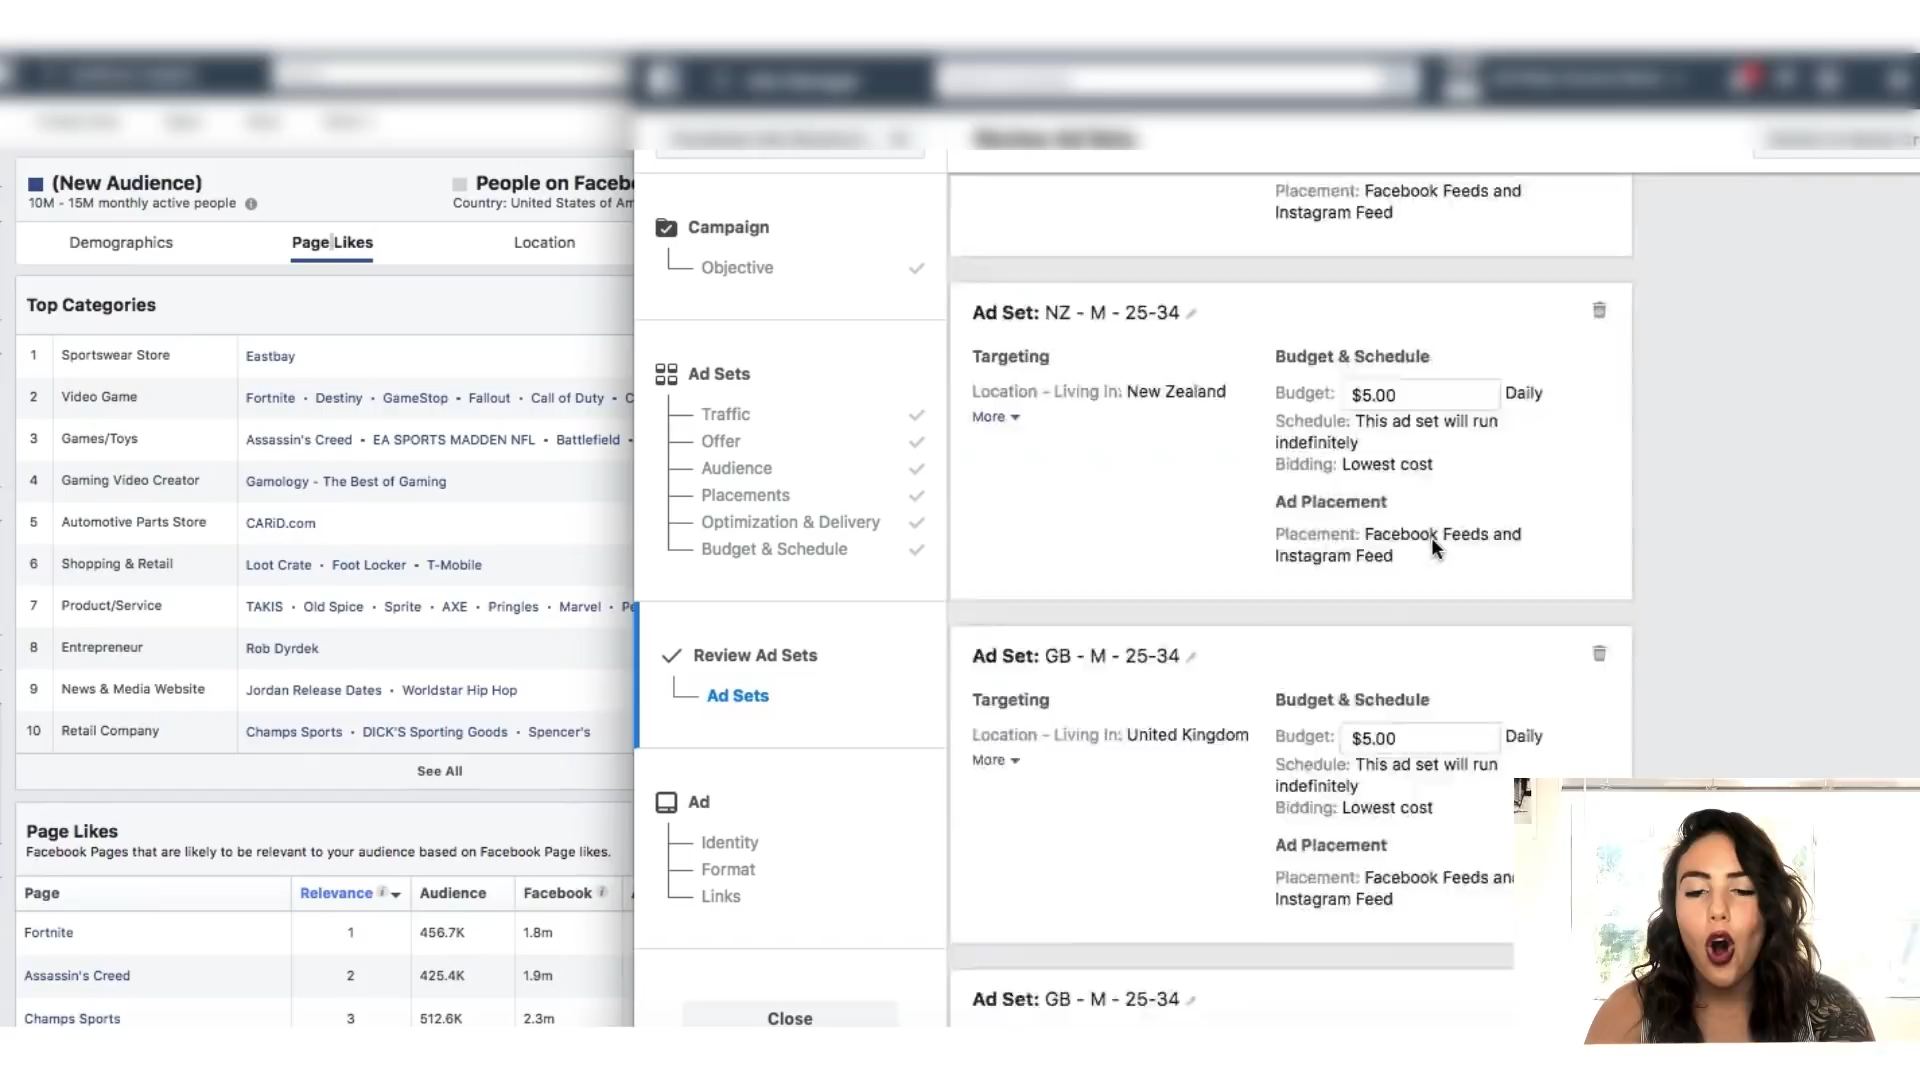 (New Audience)
10M - 15M monthly active people
People on Faceb
Country: United States of Am
Demographics
Page Likes
Location
Top Categories
1 Sportswear Store Eastbay
2 Video Game Fortnite • Destiny • GameStop • Fallout • Call of Duty • C
3 Games/Toys Assassin's Creed • EA SPORTS MADDEN NFL • Battlefield •
4 Gaming Video Creator Gamology - The Best of Gaming
5 Automotive Parts Store CARiD.com
6 Shopping & Retail Loot Crate • Foot Locker • T-Mobile
7 Product/Service TAKIS • Old Spice • Sprite • AXE • Pringles • Marvel • Pe
8 Entrepreneur Rob Dyrdek
9 News & Media Website Jordan Release Dates • Worldstar Hip Hop
10 Retail Company Champs Sports • DICK'S Sporting Goods • Spencer's
See All
Page Likes
Facebook Pages that are likely to be relevant to your audience based on Facebook Page likes.
Page Relevance Audience Facebook
Fortnite 1 456.7K 1.8m
Assassin's Creed 2 425.4K 1.9m
Champs Sports 3 512.6K 2.3m
Campaign
Objective
Ad Sets
Traffic
Offer
Audience
Placements
Optimization & Delivery
Budget & Schedule
Review Ad Sets
Ad Sets
Ad
Identity
Format
Links
Close
Review Ad Sets
Placement: Facebook Feeds and
Instagram Feed
Ad Set: NZ - M - 25-34
Targeting
Location - Living In: New Zealand
More
Budget & Schedule
Budget: $5.00 Daily
Schedule: This ad set will run
indefinitely
Bidding: Lowest cost
Ad Placement
Placement: Facebook Feeds and
Instagram Feed
Ad Set: GB - M - 25-34
Targeting
Location - Living In: United Kingdom
More
Budget & Schedule
Budget: $5.00 Daily
Schedule: This ad set will run
indefinitely
Bidding: Lowest cost
Ad Placement
Placement: Facebook Feeds an
Instagram Feed
Ad Set: GB - M - 25-34